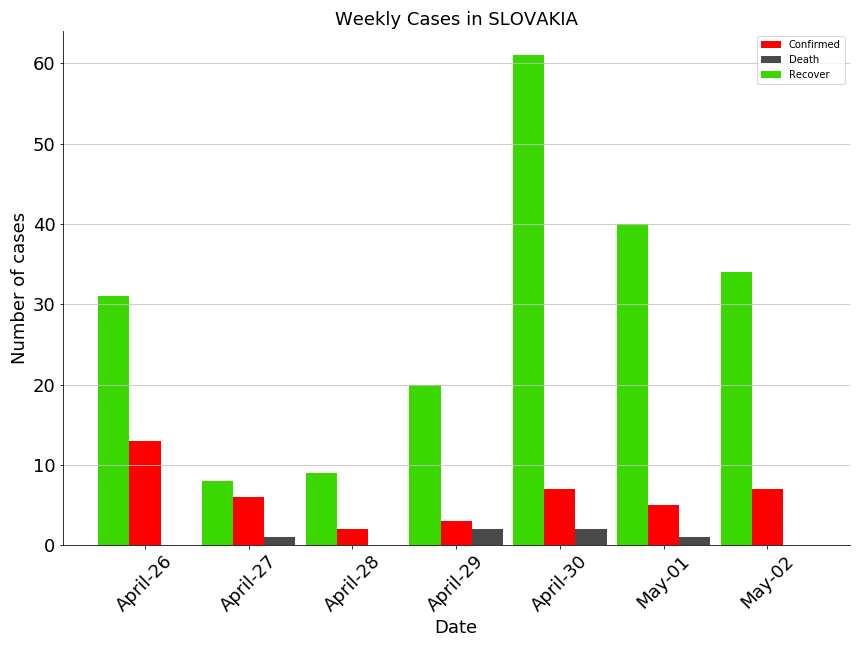 Weekly Cases in SLOVAKIA
Confirmed
Death
Recover
Number of cases
60
50
40
30
20
10
0
April-26
April-27
April-28
April-29
April-30
May-01
May-02
Date